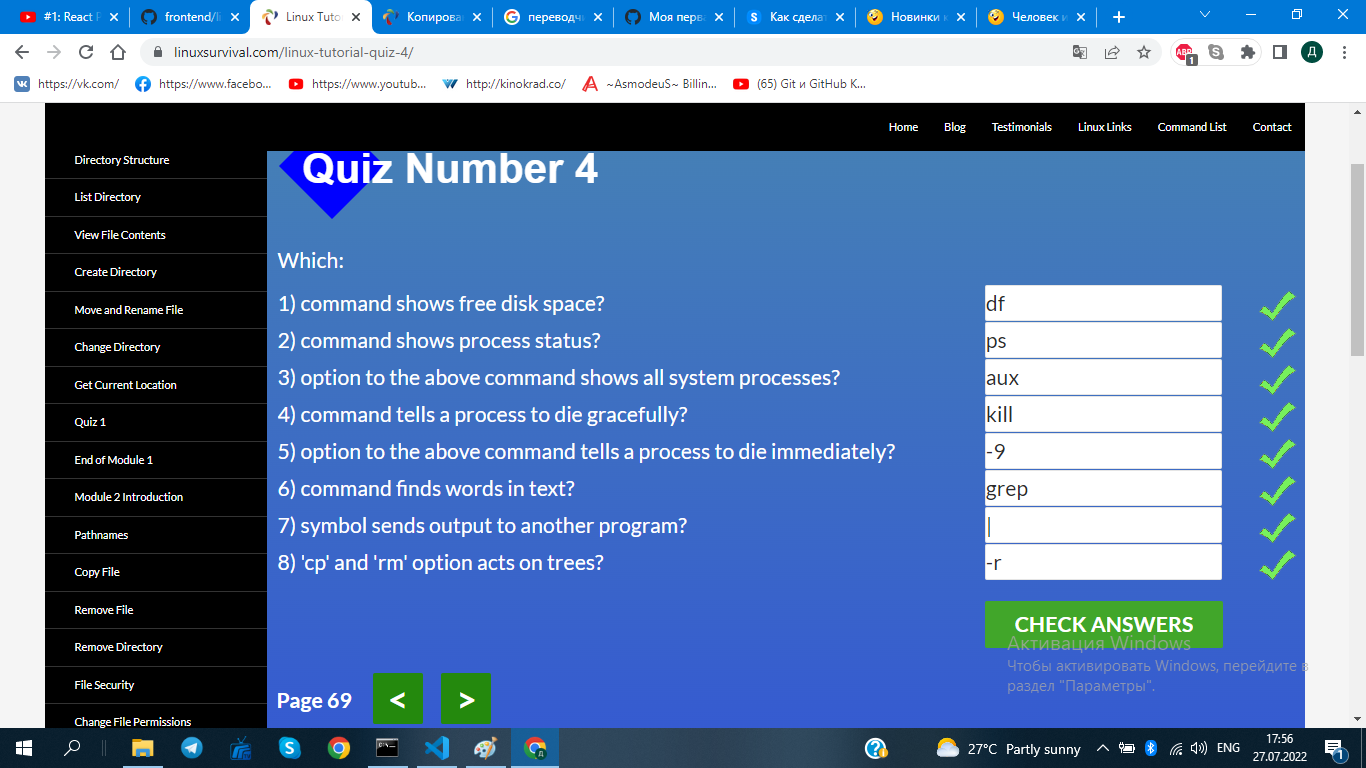 #1: React Р
frontend/li
Linux Tuto
Копирова
переводч
Моя перв
Как сдела
Новинки к
Человек и
linuxsurvival.com/linux-tutorial-quiz-4/
ABP
1
Д
https://vk.com/
https://www.facebo...
https://www.youtub...
http://kinokrad.co/
~AsmodeuS~ Billin...
(65) Git и GitHub K...
Home
Blog
Testimonials
Linux Links
Command List
Contact
Directory Structure
List Directory
View File Contents
Create Directory
Move and Rename File
Change Directory
Get Current Location
Quiz 1
End of Module 1
Module 2 Introduction
Pathnames
Copy File
Remove File
Remove Directory
File Security
Change File Permissions
Quiz Number 4
Which:
1) command shows free disk space? df
2) command shows process status? ps
3) option to the above command shows all system processes? aux
4) command tells a process to die gracefully? kill
5) option to the above command tells a process to die immediately? -9
6) command finds words in text? grep
7) symbol sends output to another program? |
8) 'cp' and 'rm' option acts on trees? -r
CHECK ANSWERS
Активация Windows
Чтобы активировать Windows, перейдите в
раздел "Параметры".
Page 69 < >
27°C Partly sunny
ENG
17:56
27.07.2022
1